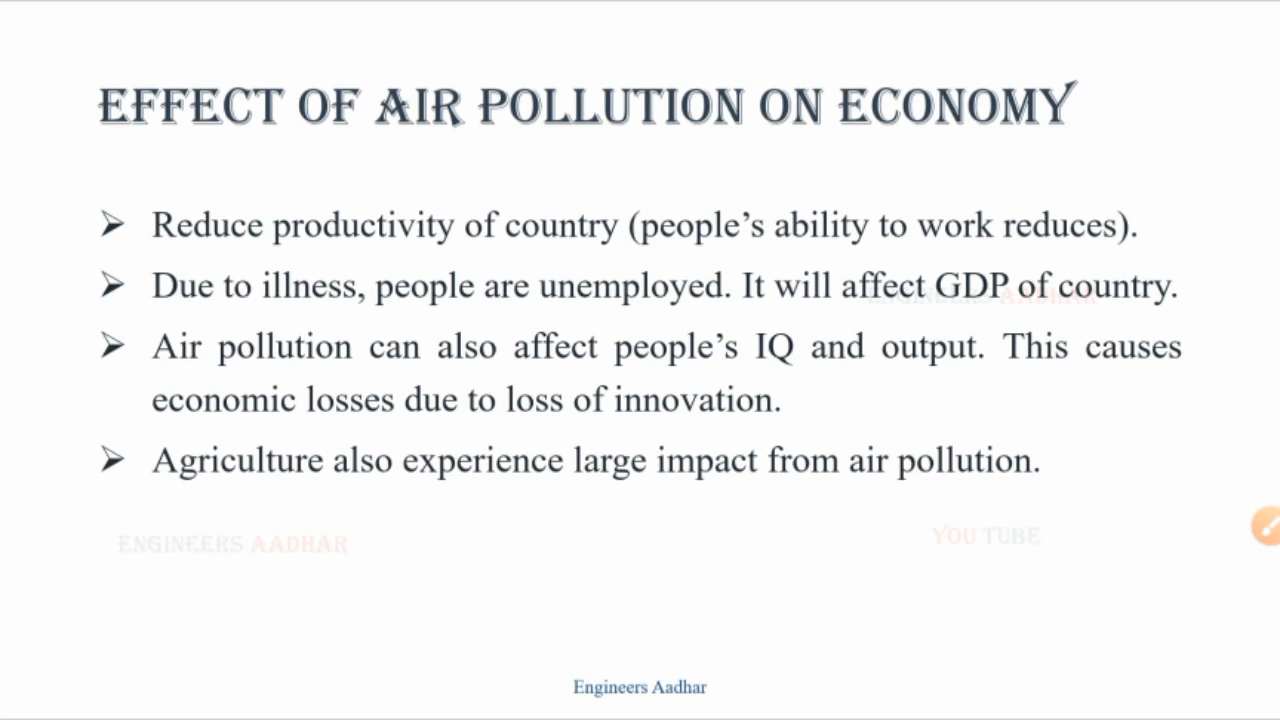 EFFECT OF AIR POLLUTION ON ECONOMY
➢ Reduce productivity of country (people’s ability to work reduces).
➢ Due to illness, people are unemployed. It will affect GDP of country.
ENGINEERS AADHAR
➢ Air pollution can also affect people’s IQ and output. This causes
economic losses due to loss of innovation.
➢ Agriculture also experience large impact from air pollution.
ENGINEERS AADHAR
YOU TUBE
Engineers Aadhar